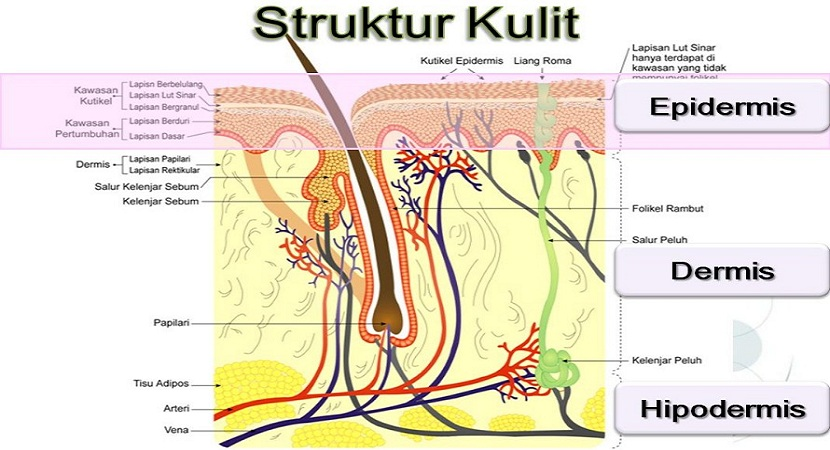 Struktur Kulit
Kutikel Epidermis
Liang Roma
Lapisan Lut Sinar
hanya terdapat di
kawasan yang tidak
mempunyai folikel
Kawasan
Kutikel
Lapisn Berbelulang
Lapisan Lut Sinar
Lapisan Bergranul
Kawasan
Pertumbuhan
Lapisan Berduri
Lapisan Dasar
Epidermis
Dermis
Lapisan Papilari
Lapisan Rektikular
Salur Kelenjar Sebum
Kelenjar Sebum
Folikel Rambut
Salur Peluh
Dermis
Papilari
Kelenjar Peluh
Tisu Adipos
Arteri
Vena
Hipodermis